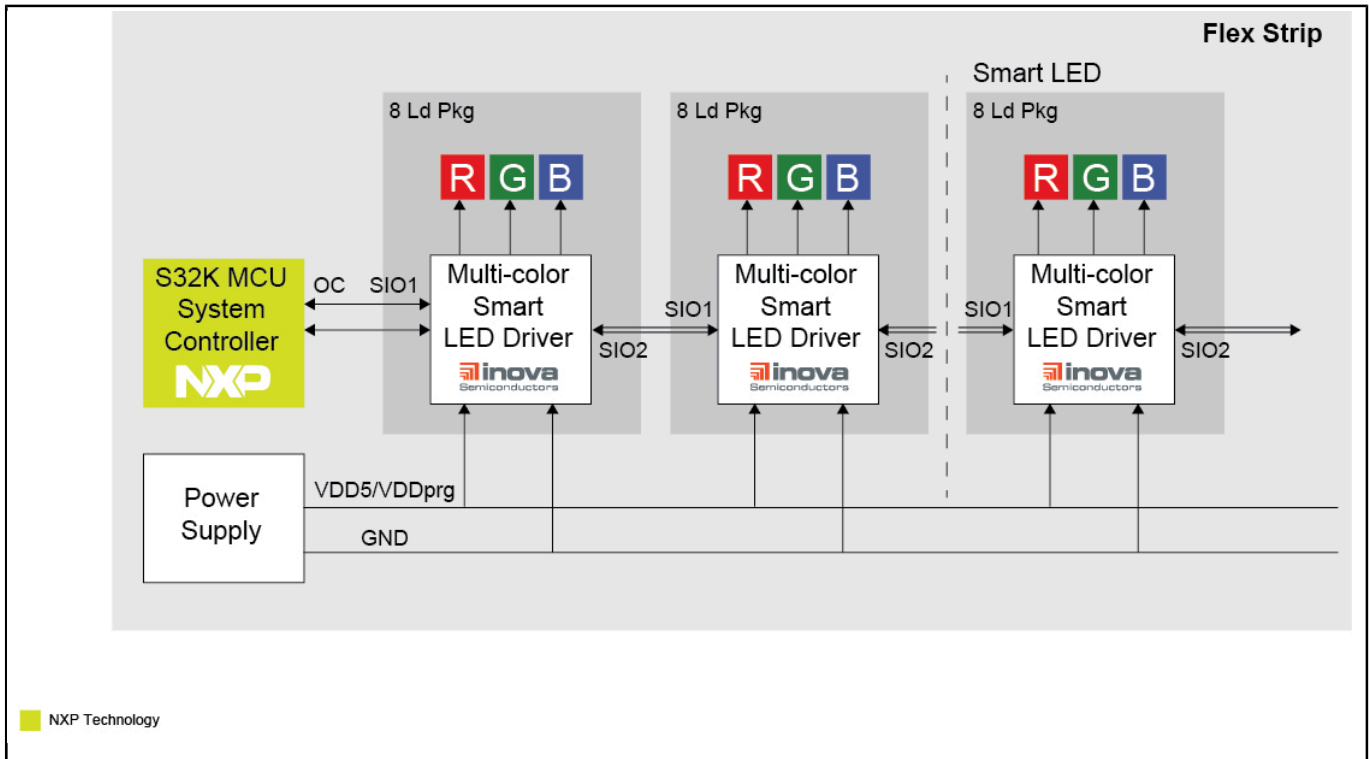 Flex Strip
Smart LED
8 Ld Pkg
8 Ld Pkg
8 Ld Pkg
R G B
R G B
R G B
S32K MCU
System
Controller
NXP
OC SIO1
Multi-color
Smart
LED Driver
inova
Semiconductors
SIO2
SIO1
Multi-color
Smart
LED Driver
inova
Semiconductors
SIO2
SIO1
Multi-color
Smart
LED Driver
inova
Semiconductors
SIO2
Power
Supply
VDD5/VDDprg
GND
NXP Technology